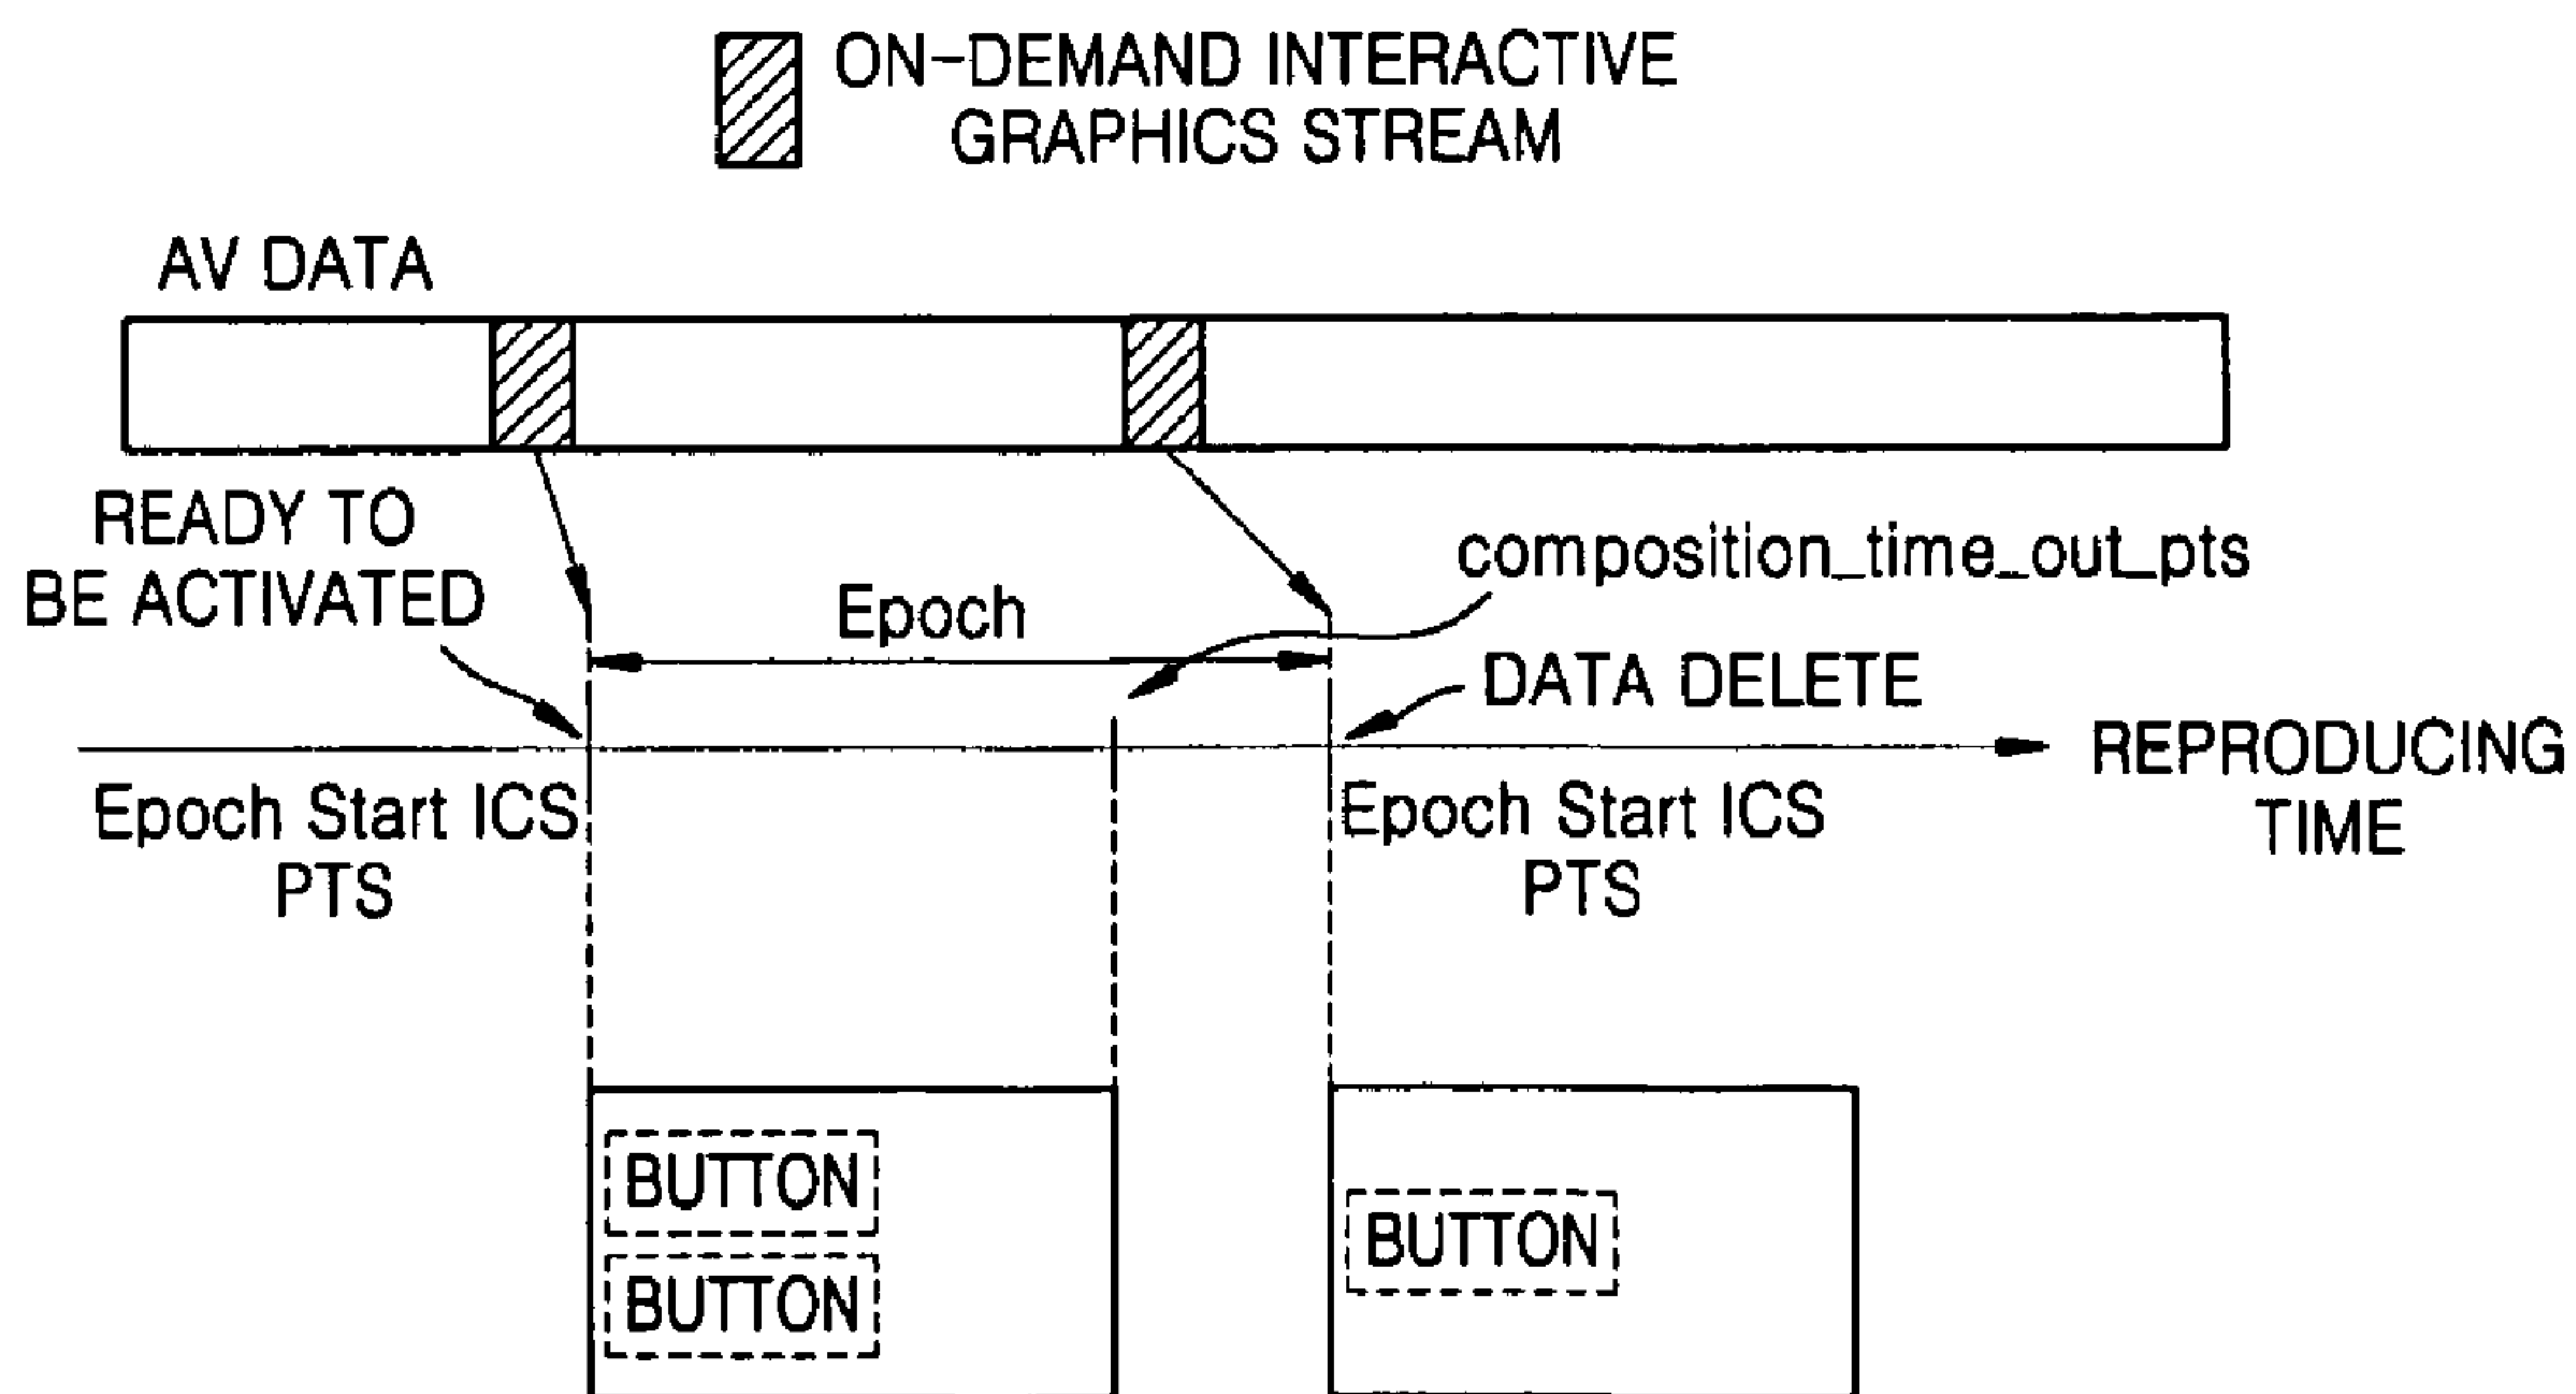 ON-DEMAND INTERACTIVE
GRAPHICS STREAM
AV DATA
READY TO
BE ACTIVATED
composition_time_out_pts
Epoch
DATA DELETE
REPRODUCING
TIME
Epoch Start ICS
PTS
Epoch Start ICS
PTS
BUTTON
BUTTON
BUTTON